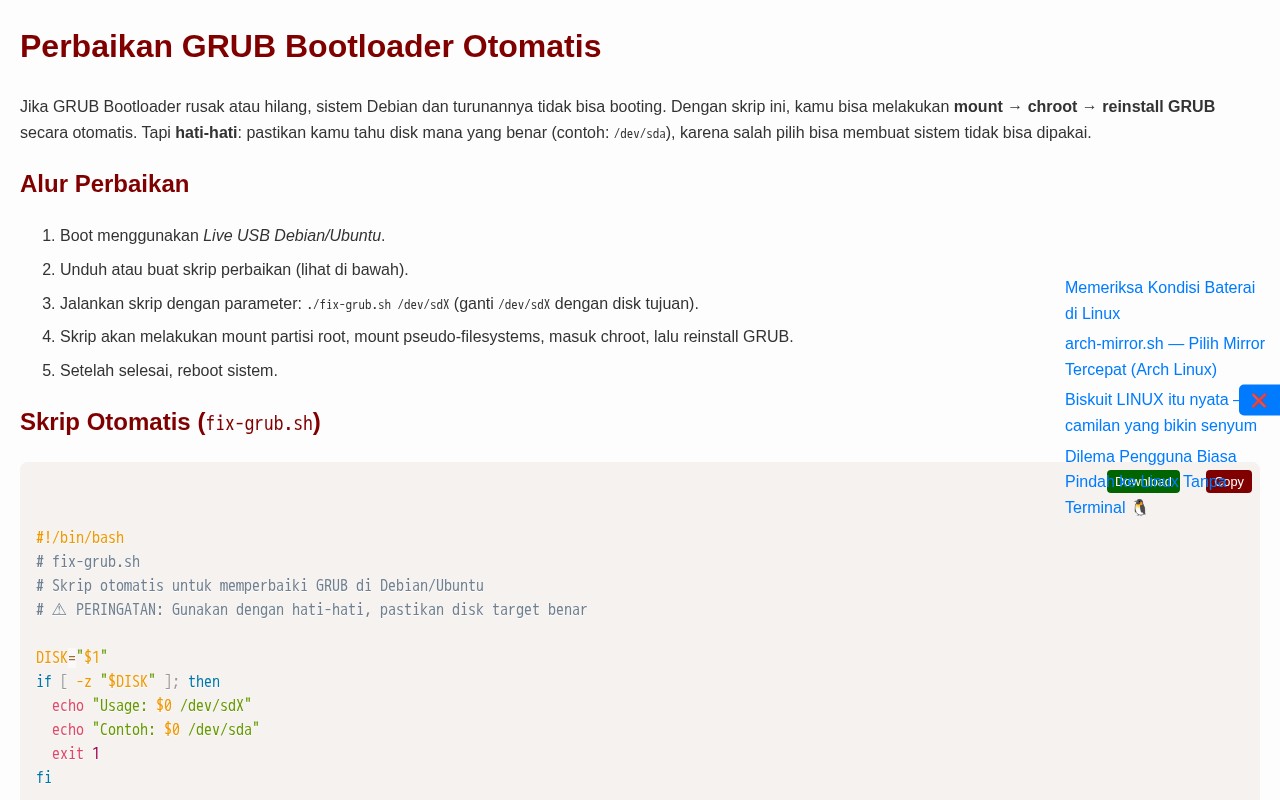 Perbaikan GRUB Bootloader Otomatis
Jika GRUB Bootloader rusak atau hilang, sistem Debian dan turunannya tidak bisa booting. Dengan skrip ini, kamu bisa melakukan mount → chroot → reinstall GRUB
secara otomatis. Tapi hati-hati: pastikan kamu tahu disk mana yang benar (contoh: /dev/sda), karena salah pilih bisa membuat sistem tidak bisa dipakai.
Alur Perbaikan
1. Boot menggunakan Live USB Debian/Ubuntu.
2. Unduh atau buat skrip perbaikan (lihat di bawah).
3. Jalankan skrip dengan parameter: ./fix-grub.sh /dev/sdX (ganti /dev/sdX dengan disk tujuan).
4. Skrip akan melakukan mount partisi root, mount pseudo-filesystems, masuk chroot, lalu reinstall GRUB.
5. Setelah selesai, reboot sistem.
Memeriksa Kondisi Baterai
di Linux
arch-mirror.sh — Pilih Mirror
Tercepat (Arch Linux)
Biskuit LINUX itu nyata –
camilan yang bikin senyum
Dilema Pengguna Biasa
Pindah ke Linux Tanpa
Terminal 🐧
Skrip Otomatis (fix-grub.sh)
Download
Copy
#!/bin/bash
# fix-grub.sh
# Skrip otomatis untuk memperbaiki GRUB di Debian/Ubuntu
# ⚠ PERINGATAN: Gunakan dengan hati-hati, pastikan disk target benar
DISK="$1"
if [ -z "$DISK" ]; then
echo "Usage: $0 /dev/sdX"
echo "Contoh: $0 /dev/sda"
exit 1
fi